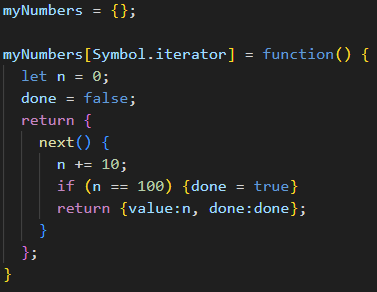 myNumbers = {};

myNumbers[Symbol.iterator] = function() {
  let n = 0;
  done = false;
  return {
    next() {
      n += 10;
      if (n == 100) {done = true}
      return {value:n, done:done};
    }
  };
}